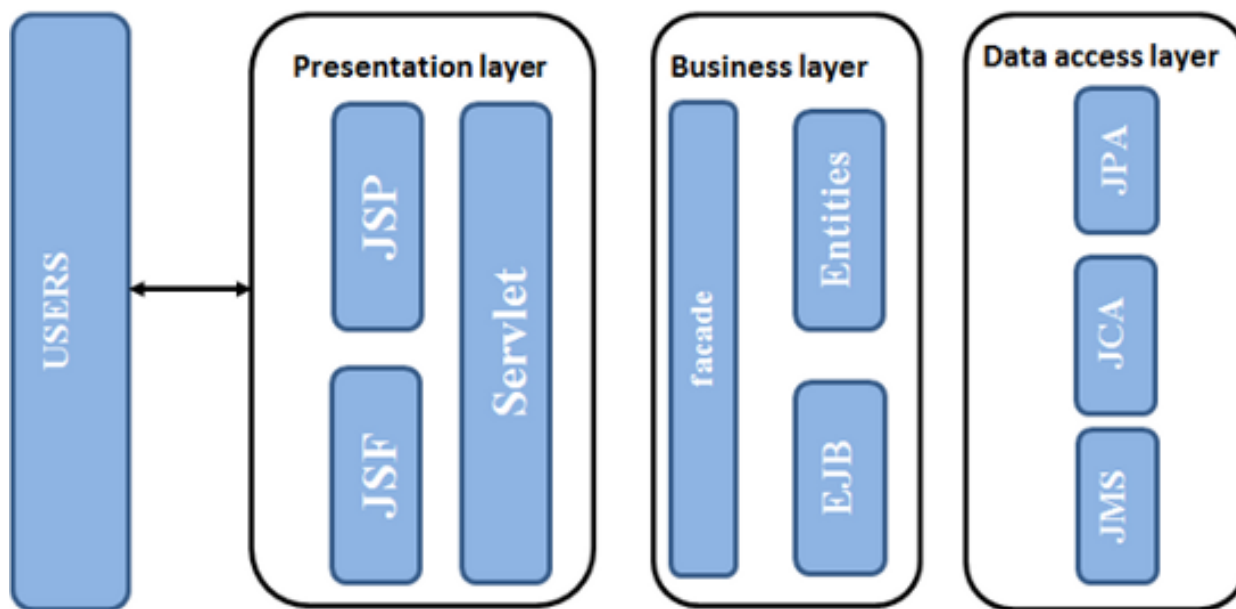 USERS
Presentation layer
JSP
JSF
Servlet
Business layer
facade
Entities
EJB
Data access layer
JPA
JCA
JMS